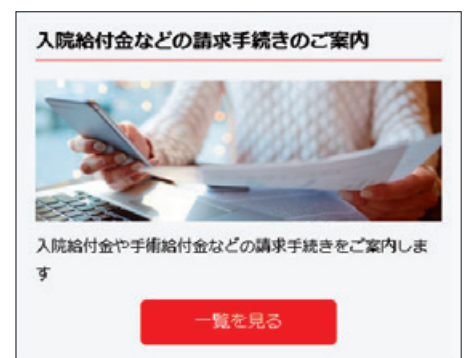 入院給付金などの請求手続きのご案内
入院給付金や手術給付金などの請求手続きをご案内しま
す
一覧を見る